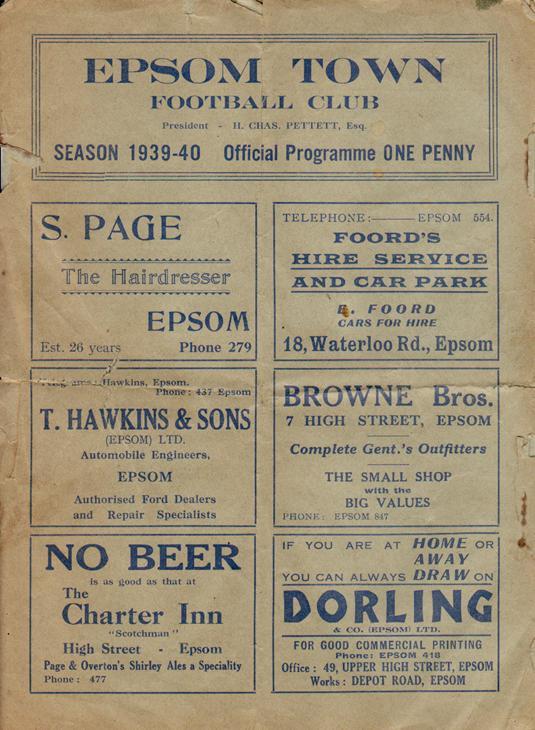 EPSOM TOWN
FOOTBALL CLUB
President - H. CHAS. PETTETT, Esq.
SEASON 1939-40 Official Programme ONE PENNY
S. PAGE
The Hairdresser
EPSOM
Est. 26 years Phone 279
TELEPHONE:——— EPSOM 554.
FOORD'S
HIRE SERVICE
AND CAR PARK
E. FOORD
CARS FOR HIRE
18, Waterloo Rd., Epsom
Hawkins, Epsom.
Phone: 437 Epsom
T. HAWKINS & SONS
(EPSOM) LTD.
Automobile Engineers,
EPSOM
Authorised Ford Dealers
and Repair Specialists
BROWNE Bros.
7 HIGH STREET, EPSOM
Complete Gent.'s Outfitters
THE SMALL SHOP
with the
BIG VALUES
PHONE: EPSOM 847
NO BEER
is as good as that at
The
Charter Inn
"Scotchman"
High Street - Epsom
Page & Overton's Shirley Ales a Speciality
Phone: 477
IF YOU ARE AT HOME OR
AWAY
YOU CAN ALWAYS DRAW ON
DORLING
& CO. (EPSOM) LTD.
FOR GOOD COMMERCIAL PRINTING
Phone: EPSOM 418
Office: 49, UPPER HIGH STREET, EPSOM
Works: DEPOT ROAD, EPSOM